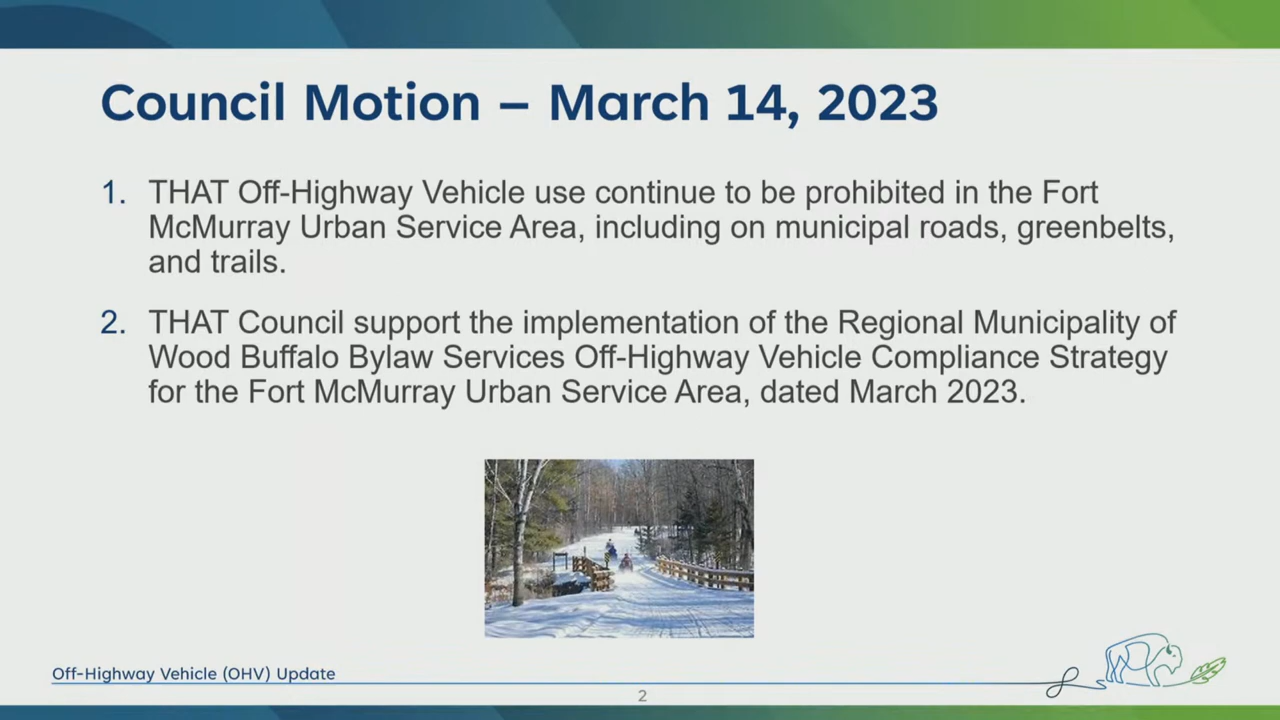 Council Motion – March 14, 2023
1. THAT Off-Highway Vehicle use continue to be prohibited in the Fort
McMurray Urban Service Area, including on municipal roads, greenbelts,
and trails.
2. THAT Council support the implementation of the Regional Municipality of
Wood Buffalo Bylaw Services Off-Highway Vehicle Compliance Strategy
for the Fort McMurray Urban Service Area, dated March 2023.
Off-Highway Vehicle (OHV) Update
2